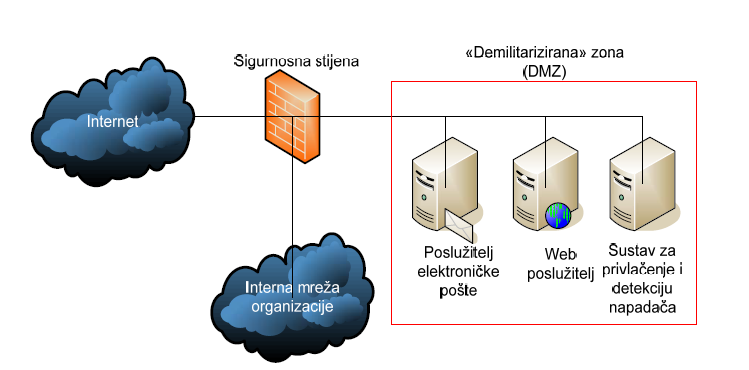 Sigurnosna stijena
«Demilitarizirana» zona
(DMZ)
Internet
Poslužitelj
elektroničke
pošte
Web
poslužitelj
Sustav za
privlačenje i
detekciju
napadača
Interna mreža
organizacije